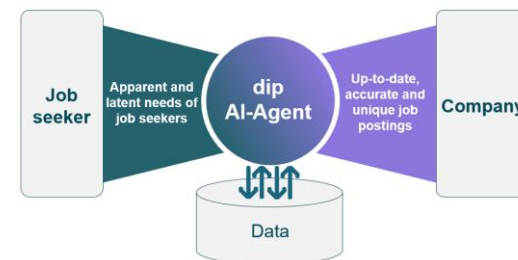 Job
seeker
Apparent and
latent needs of
job seekers
dip
AI-Agent
Up-to-date,
accurate and
unique job
postings
Company
Data